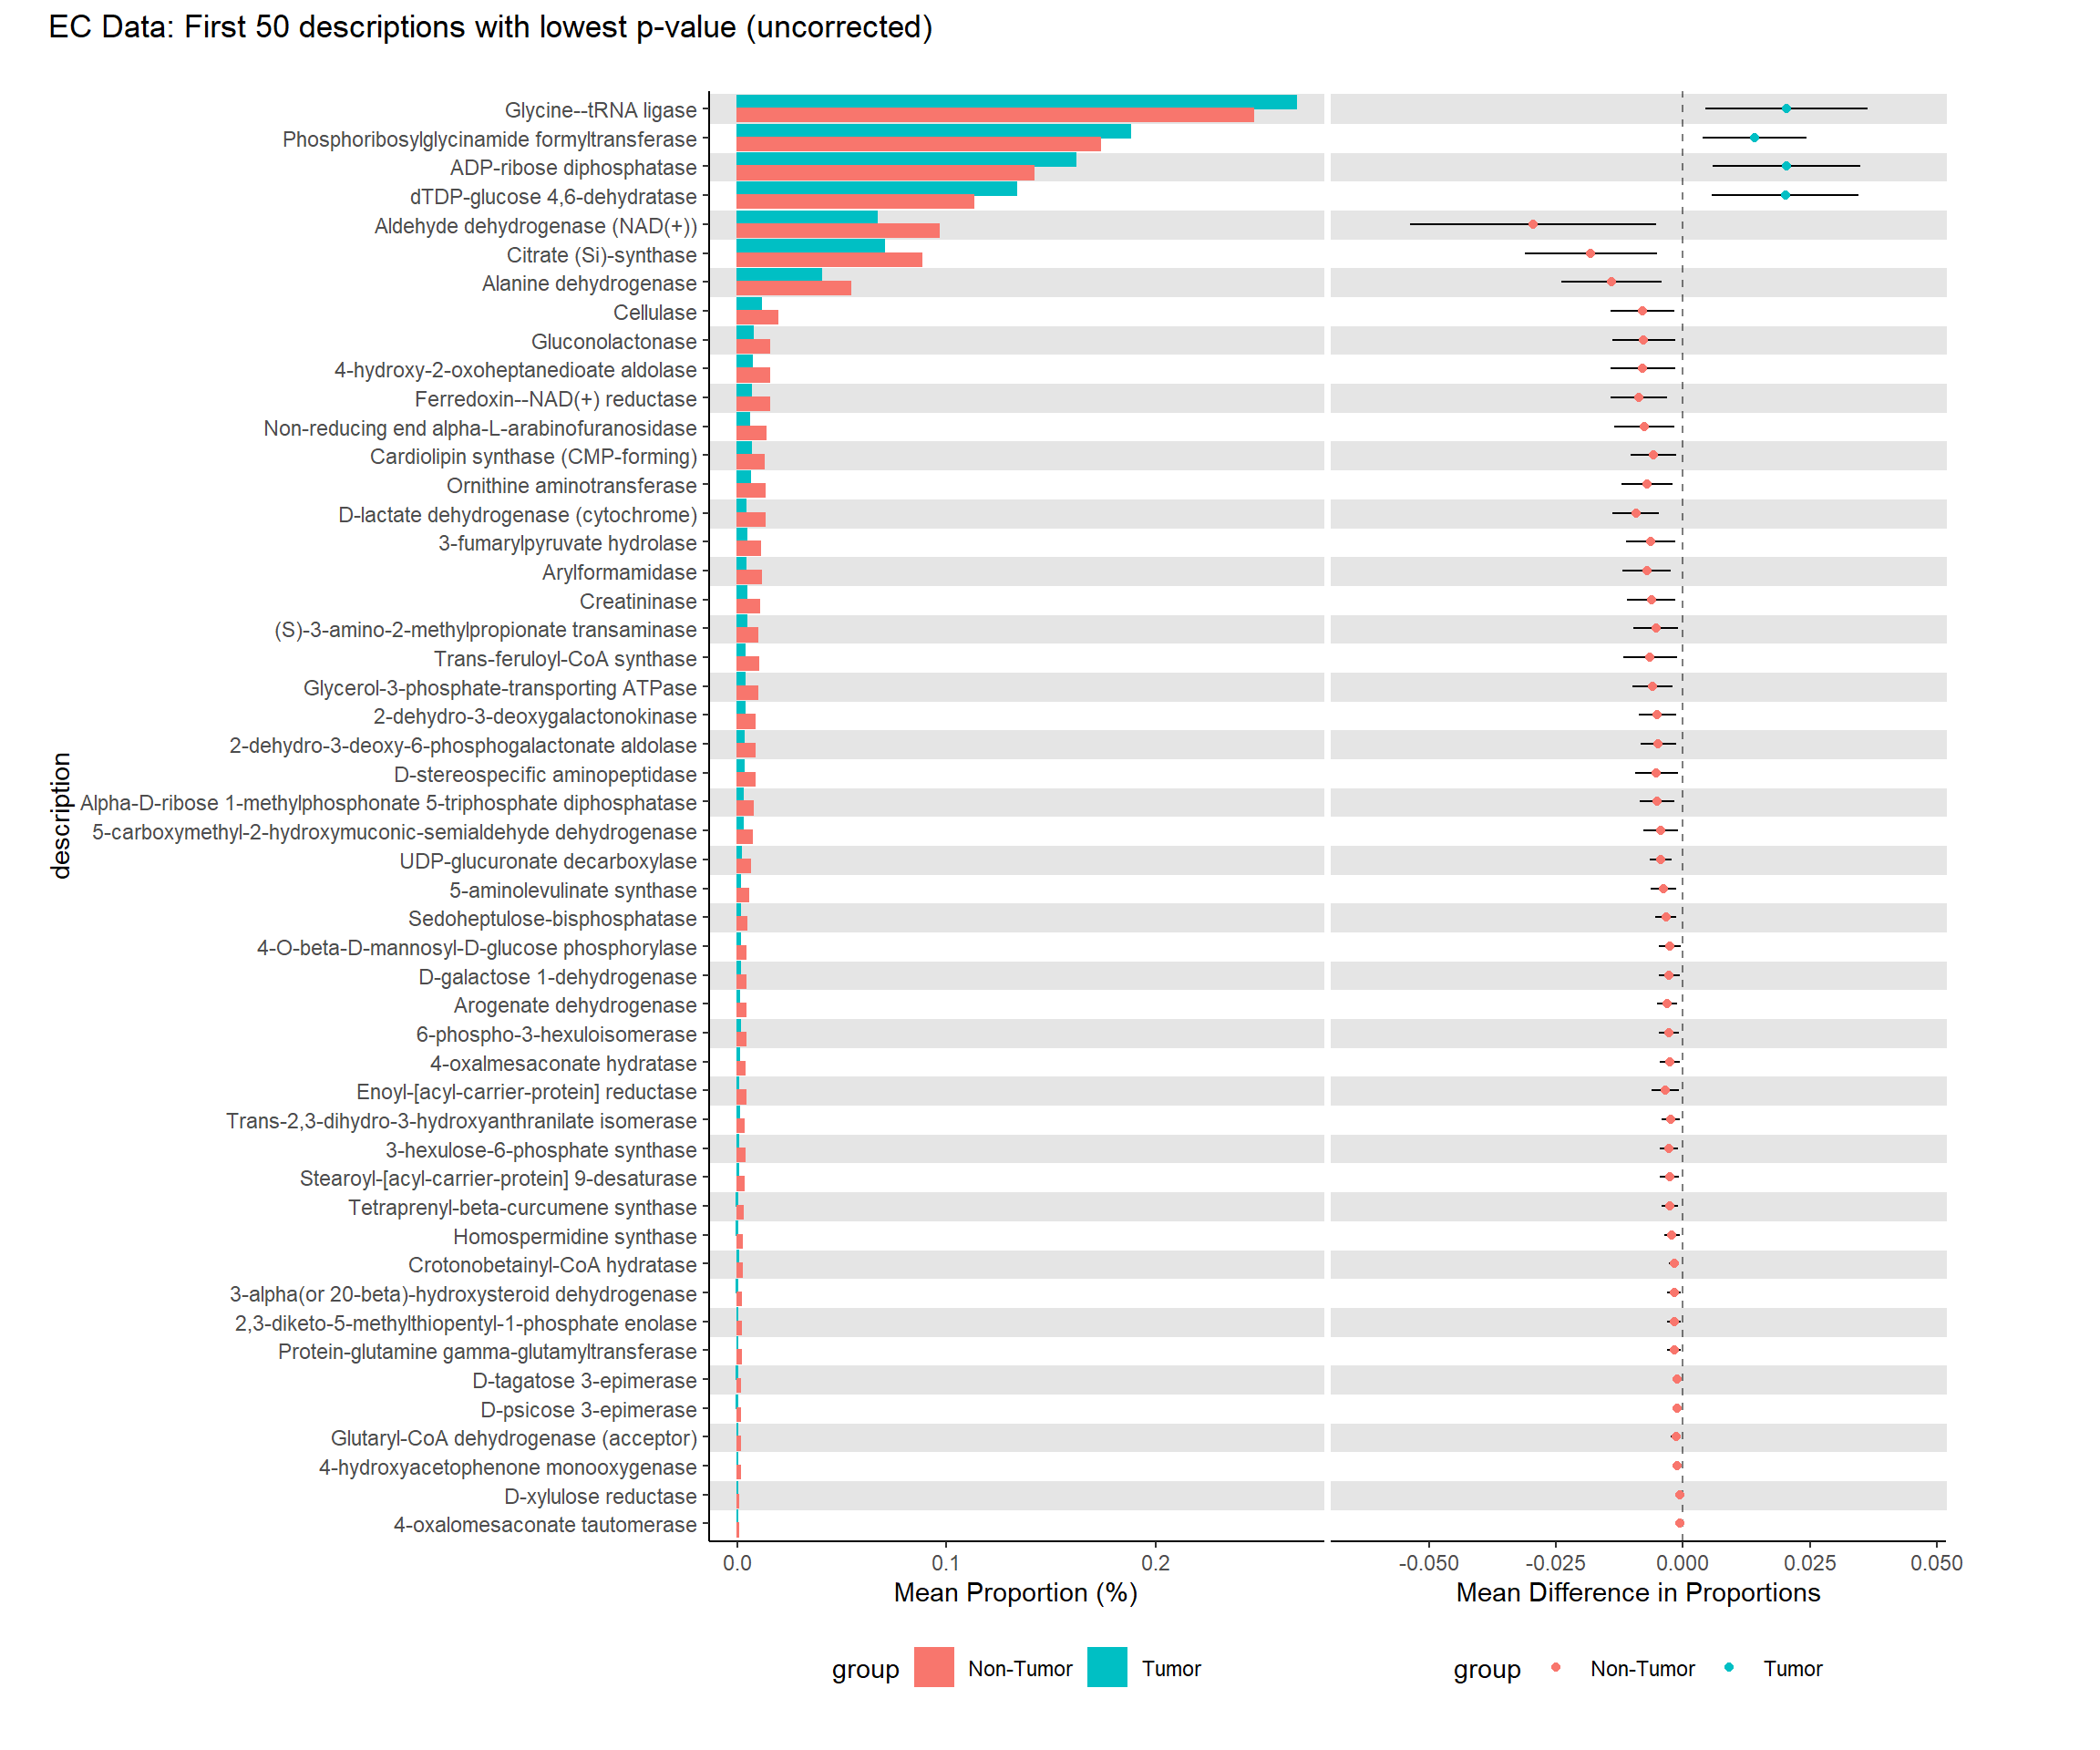 EC Data: First 50 descriptions with lowest p-value (uncorrected)
description
Glycine--tRNA ligase
Phosphoribosylglycinamide formyltransferase
ADP-ribose diphosphatase
dTDP-glucose 4,6-dehydratase
Aldehyde dehydrogenase (NAD(+))
Citrate (Si)-synthase
Alanine dehydrogenase
Cellulase
Gluconolactonase
4-hydroxy-2-oxoheptanedioate aldolase
Ferredoxin--NAD(+) reductase
Non-reducing end alpha-L-arabinofuranosidase
Cardiolipin synthase (CMP-forming)
Ornithine aminotransferase
D-lactate dehydrogenase (cytochrome)
3-fumarylpyruvate hydrolase
Arylformamidase
Creatininase
(S)-3-amino-2-methylpropionate transaminase
Trans-feruloyl-CoA synthase
Glycerol-3-phosphate-transporting ATPase
2-dehydro-3-deoxygalactonokinase
2-dehydro-3-deoxy-6-phosphogalactonate aldolase
D-stereospecific aminopeptidase
Alpha-D-ribose 1-methylphosphonate 5-triphosphate diphosphatase
5-carboxymethyl-2-hydroxymuconic-semialdehyde dehydrogenase
UDP-glucuronate decarboxylase
5-aminolevulinate synthase
Sedoheptulose-bisphosphatase
4-O-beta-D-mannosyl-D-glucose phosphorylase
D-galactose 1-dehydrogenase
Arogenate dehydrogenase
6-phospho-3-hexuloisomerase
4-oxalmesaconate hydratase
Enoyl-[acyl-carrier-protein] reductase
Trans-2,3-dihydro-3-hydroxyanthranilate isomerase
3-hexulose-6-phosphate synthase
Stearoyl-[acyl-carrier-protein] 9-desaturase
Tetraprenyl-beta-curcumene synthase
Homospermidine synthase
Crotonobetainyl-CoA hydratase
3-alpha(or 20-beta)-hydroxysteroid dehydrogenase
2,3-diketo-5-methylthiopentyl-1-phosphate enolase
Protein-glutamine gamma-glutamyltransferase
D-tagatose 3-epimerase
D-psicose 3-epimerase
Glutaryl-CoA dehydrogenase (acceptor)
4-hydroxyacetophenone monooxygenase
D-xylulose reductase
4-oxalomesaconate tautomerase
0.0 0.1 0.2
Mean Proportion (%)
-0.050 -0.025 0.000 0.025 0.050
Mean Difference in Proportions
group Non-Tumor Tumor
group Non-Tumor Tumor